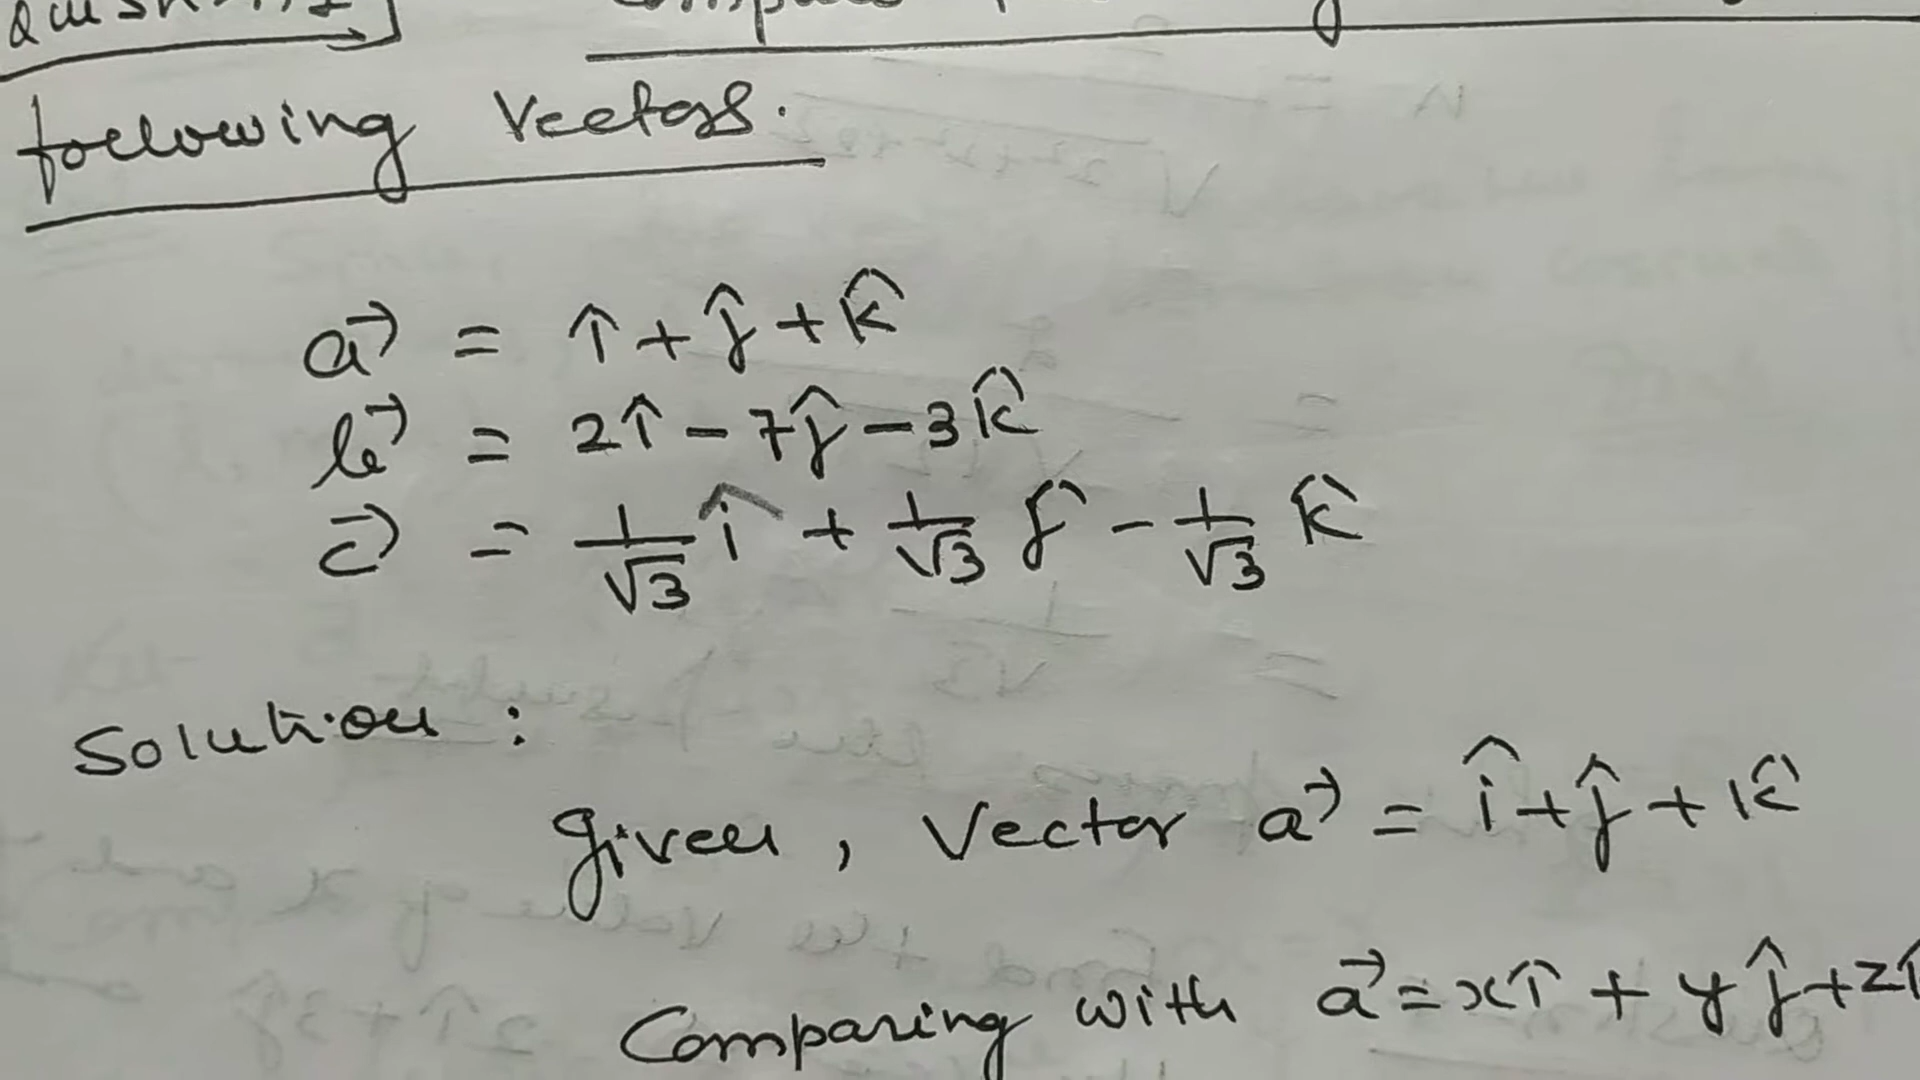 following Vectors.
a⃗ = î + ĵ + k̂
b⃗ = 2î - 7ĵ - 3k̂
c⃗ = 1/√3 î + 1/√3 ĵ - 1/√3 k̂
Solution :
given, Vector a⃗ = î + ĵ + k̂
Comparing with a⃗ = xî + yĵ + z